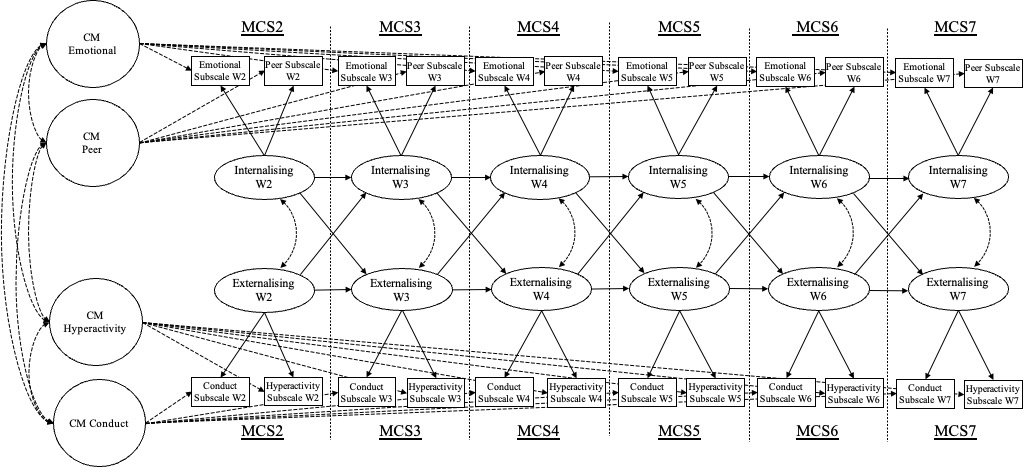 MCS2 MCS3 MCS4 MCS5 MCS6 MCS7
CM
Emotional
Emotional
Subscale W2
Peer Subscale
W2
Emotional
Subscale W3
Peer Subscale
W3
Emotional
Subscale W4
Peer Subscale
W4
Emotional
Subscale W5
Peer Subscale
W5
Emotional
Subscale W6
Peer Subscale
W6
Emotional
Subscale W7
Peer Subscale
W7
CM
Peer
Internalising
W2
Internalising
W3
Internalising
W4
Internalising
W5
Internalising
W6
Internalising
W7
Externalising
W2
Externalising
W3
Externalising
W4
Externalising
W5
Externalising
W6
Externalising
W7
CM
Hyperactivity
Conduct
Subscale W2
Hyperactivity
Subscale W2
Conduct
Subscale W3
Hyperactivity
Subscale W3
Conduct
Subscale W4
Hyperactivity
Subscale W4
Conduct
Subscale W5
Hyperactivity
Subscale W5
Conduct
Subscale W6
Hyperactivity
Subscale W6
Conduct
Subscale W7
Hyperactivity
Subscale W7
CM Conduct
MCS2 MCS3 MCS4 MCS5 MCS6 MCS7